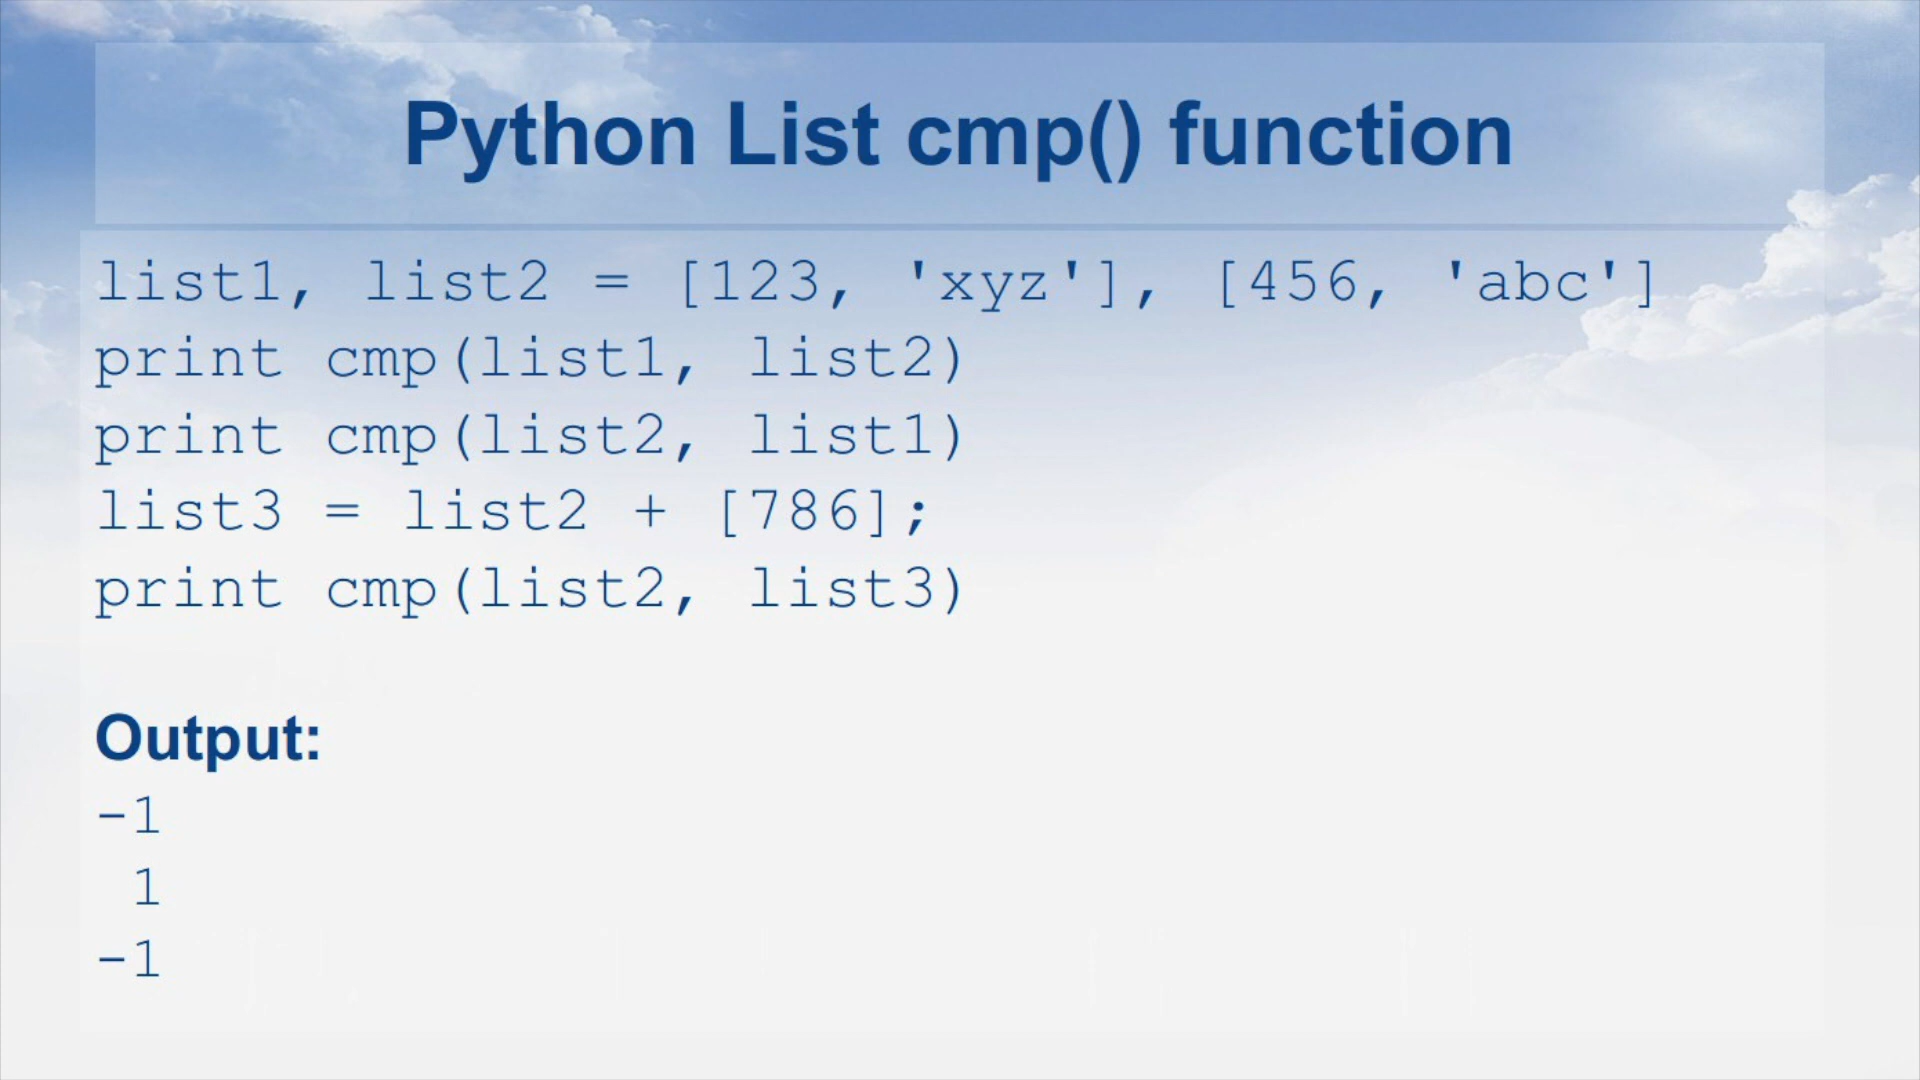 Python List cmp() function
list1, list2 = [123, 'xyz'], [456, 'abc']
print cmp(list1, list2)
print cmp(list2, list1)
list3 = list2 + [786];
print cmp(list2, list3)
Output:
-1
1
-1